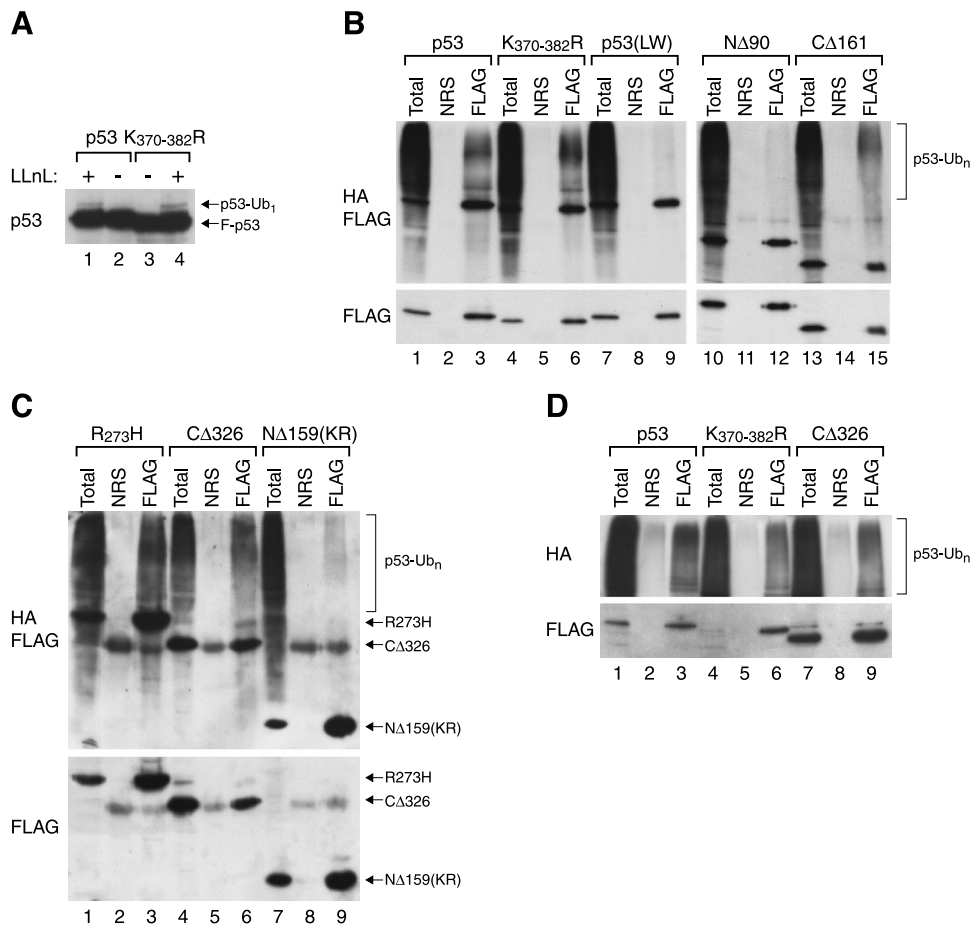 A
p53 K370-382R
LLnL: + - - +
p53
p53-Ub1
F-p53
1 2 3 4
B
p53 K370-382R p53(LW) NΔ90 CΔ161
Total NRS FLAG Total NRS FLAG Total NRS FLAG Total NRS FLAG Total NRS FLAG
p53-Ubn
HA
FLAG
FLAG
1 2 3 4 5 6 7 8 9 10 11 12 13 14 15
C
R273H CΔ326 NΔ159(KR)
Total NRS FLAG Total NRS FLAG Total NRS FLAG
p53-Ubn
HA
FLAG
R273H
CΔ326
NΔ159(KR)
R273H
CΔ326
FLAG
NΔ159(KR)
1 2 3 4 5 6 7 8 9
D
p53 K370-382R CΔ326
Total NRS FLAG Total NRS FLAG Total NRS FLAG
HA
p53-Ubn
FLAG
1 2 3 4 5 6 7 8 9